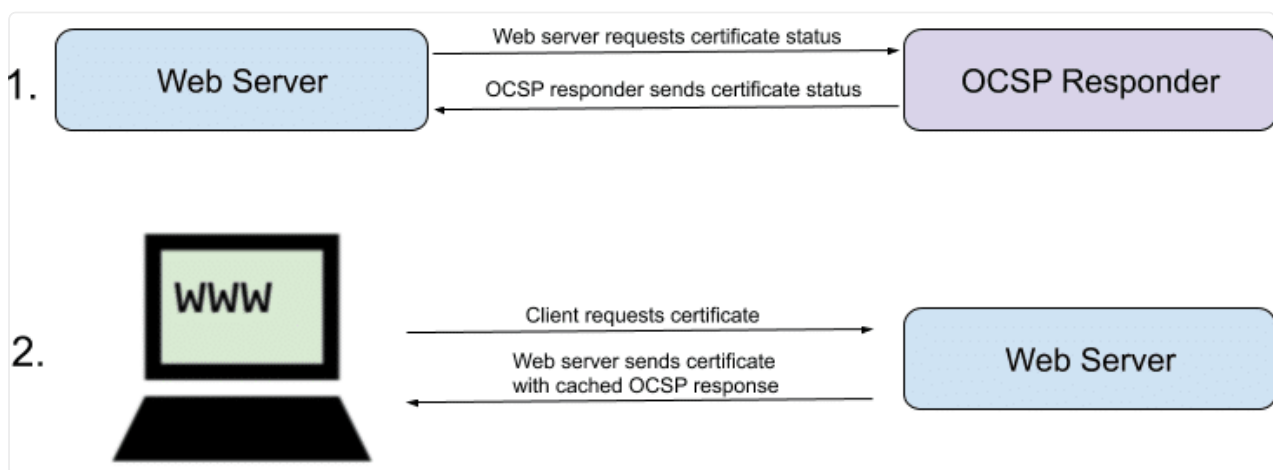 1.
Web Server
Web server requests certificate status
OCSP responder sends certificate status
OCSP Responder
2.
WWW
Client requests certificate
Web server sends certificate
with cached OCSP response
Web Server